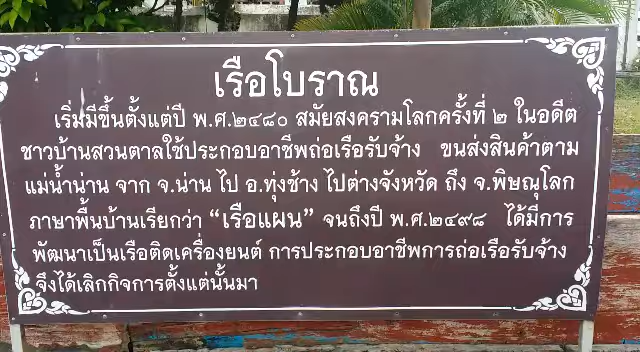 เรือโบราณ
เริ่มมีขึ้นตั้งแต่ปี พ.ศ.๒๔๘๐ สมัยสงครามโลกครั้งที่ ๒ ในอดีต
ชาวบ้านสวนตาลใช้ประกอบอาชีพถ่อเรือรับจ้าง ขนส่งสินค้าตาม
แม่น้ำน่าน จาก จ.น่าน ไป อ.ทุ่งช้าง ไปต่างจังหวัด ถึง จ.พิษณุโลก
ภาษาพื้นบ้านเรียกว่า “เรือแผน” จนถึงปี พ.ศ.๒๔๙๘ ได้มีการ
พัฒนาเป็นเรือติดเครื่องยนต์ การประกอบอาชีพการถ่อเรือรับจ้าง
จึงได้เลิกกิจการตั้งแต่นั้นมา